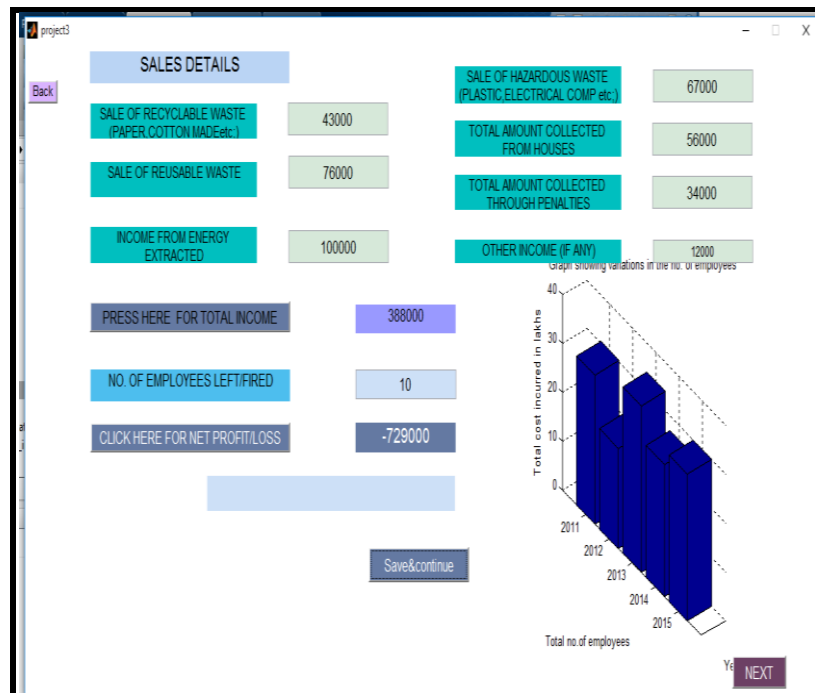 project3
Back
SALES DETAILS
SALE OF RECYCLABLE WASTE
(PAPER,COTTON MADEetc;)
43000
SALE OF REUSABLE WASTE
76000
INCOME FROM ENERGY
EXTRACTED
100000
SALE OF HAZARDOUS WASTE
(PLASTIC,ELECTRICAL COMP etc;)
67000
TOTAL AMOUNT COLLECTED
FROM HOUSES
56000
TOTAL AMOUNT COLLECTED
THROUGH PENALTIES
34000
OTHER INCOME (IF ANY)
12000
PRESS HERE FOR TOTAL INCOME
388000
NO. OF EMPLOYEES LEFT/FIRED
10
CLICK HERE FOR NET PROFIT/LOSS
-729000
Save&continue
Graph showing variations in the no. of employees
Total cost incurred in lakhs
40
30
20
10
0
2011
2012
2013
2014
2015
Total no.of employees
Ye
NEXT